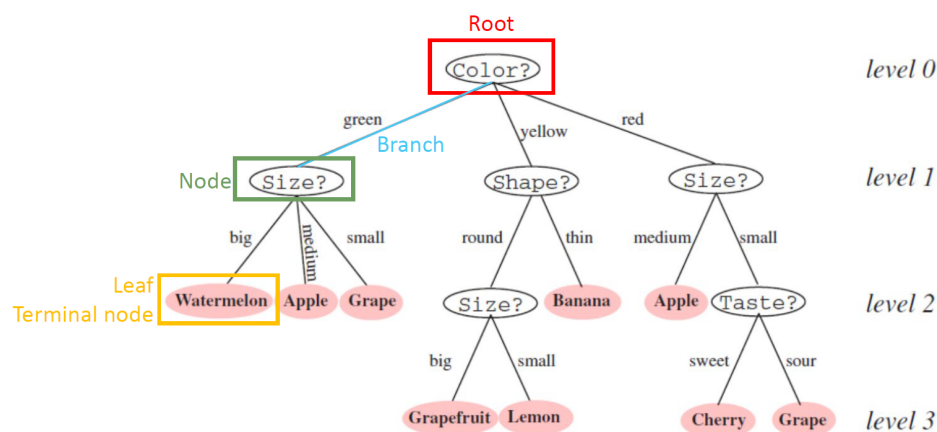 Root
Color?
level 0
green
yellow
red
Branch
Node
Size?
Shape?
Size?
level 1
big
medium
small
round
thin
medium
small
Leaf
Terminal node
Watermelon
Apple
Grape
Size?
Banana
Apple
Taste?
level 2
big
small
sweet
sour
Grapefruit
Lemon
Cherry
Grape
level 3